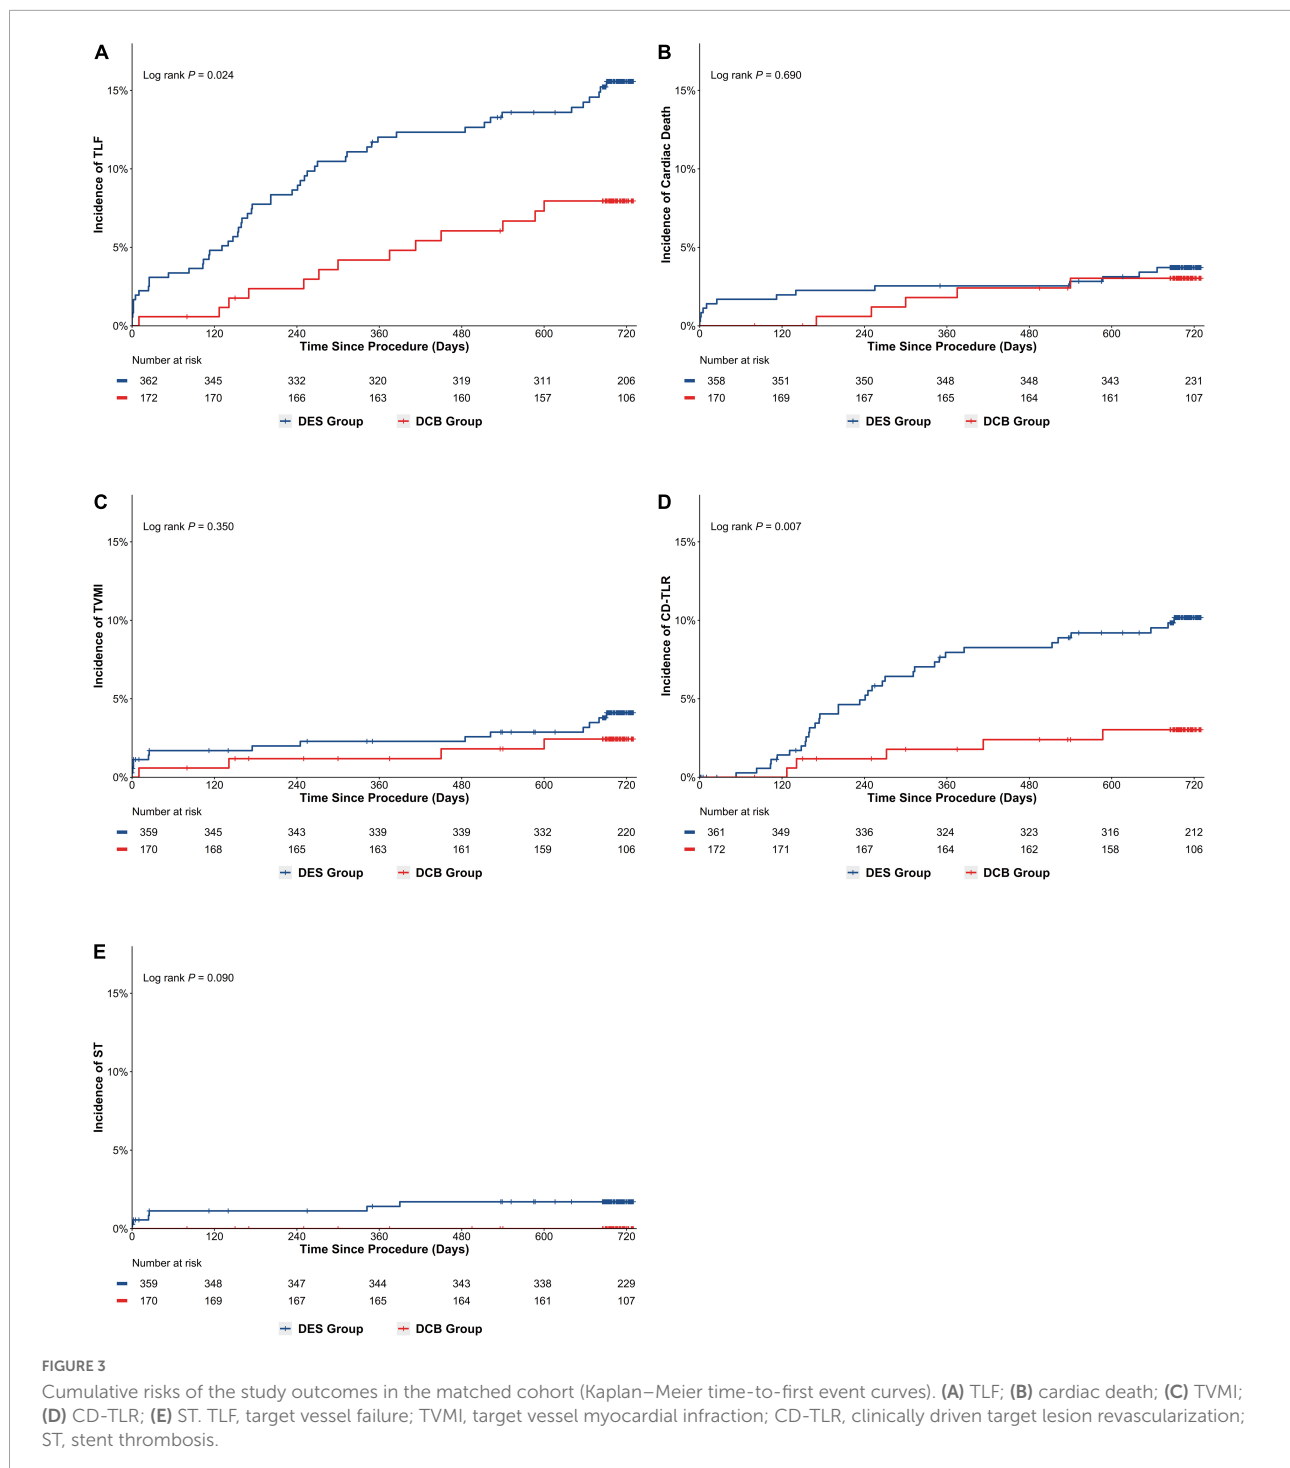 A
Log rank P = 0.024
15%
10%
5%
0%
Incidence of TLF
0 120 240 360 480 600 720
Time Since Procedure (Days)
Number at risk
362 345 332 320 319 311 206
172 170 166 163 160 157 106
DES Group DCB Group
B
Log rank P = 0.690
15%
10%
5%
0%
Incidence of Cardiac Death
0 120 240 360 480 600 720
Time Since Procedure (Days)
Number at risk
358 351 350 348 348 343 231
170 169 167 165 164 161 107
DES Group DCB Group
C
Log rank P = 0.350
15%
10%
5%
0%
Incidence of TVMI
0 120 240 360 480 600 720
Time Since Procedure (Days)
Number at risk
359 345 343 339 339 332 220
170 168 165 163 161 159 106
DES Group DCB Group
D
Log rank P = 0.007
15%
10%
5%
0%
Incidence of CD-TLR
0 120 240 360 480 600 720
Time Since Procedure (Days)
Number at risk
361 349 336 324 323 316 212
172 171 167 164 162 158 106
DES Group DCB Group
E
Log rank P = 0.090
15%
10%
5%
0%
Incidence of ST
0 120 240 360 480 600 720
Time Since Procedure (Days)
Number at risk
359 348 347 344 343 338 229
170 169 167 165 164 161 107
DES Group DCB Group
FIGURE 3
Cumulative risks of the study outcomes in the matched cohort (Kaplan–Meier time-to-first event curves). (A) TLF; (B) cardiac death; (C) TVMI;
(D) CD-TLR; (E) ST. TLF, target vessel failure; TVMI, target vessel myocardial infraction; CD-TLR, clinically driven target lesion revascularization;
ST, stent thrombosis.